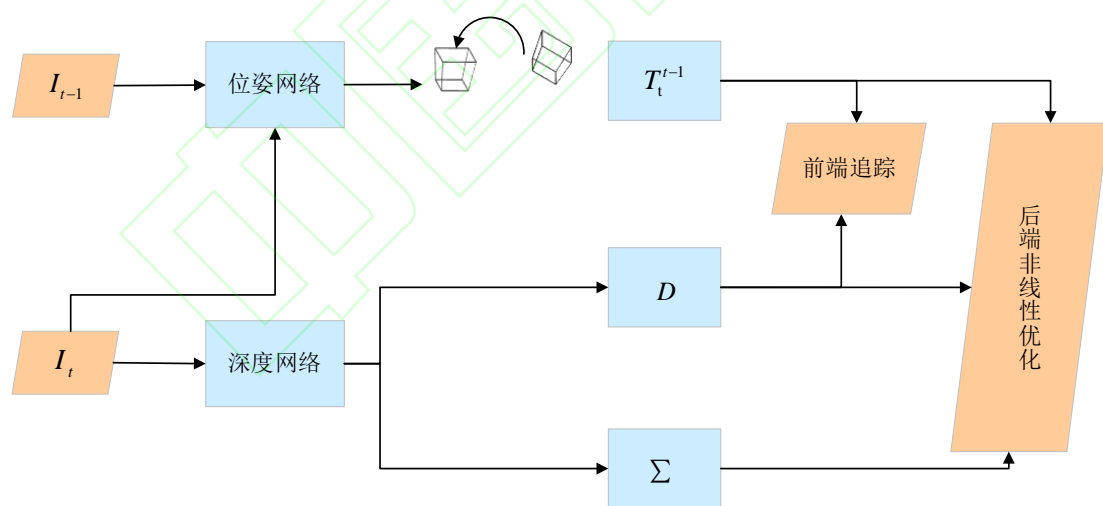 I_{t-1}
位姿网络
T_t^{t-1}
前端追踪
后端非线性优化
D
I_t
深度网络
Σ